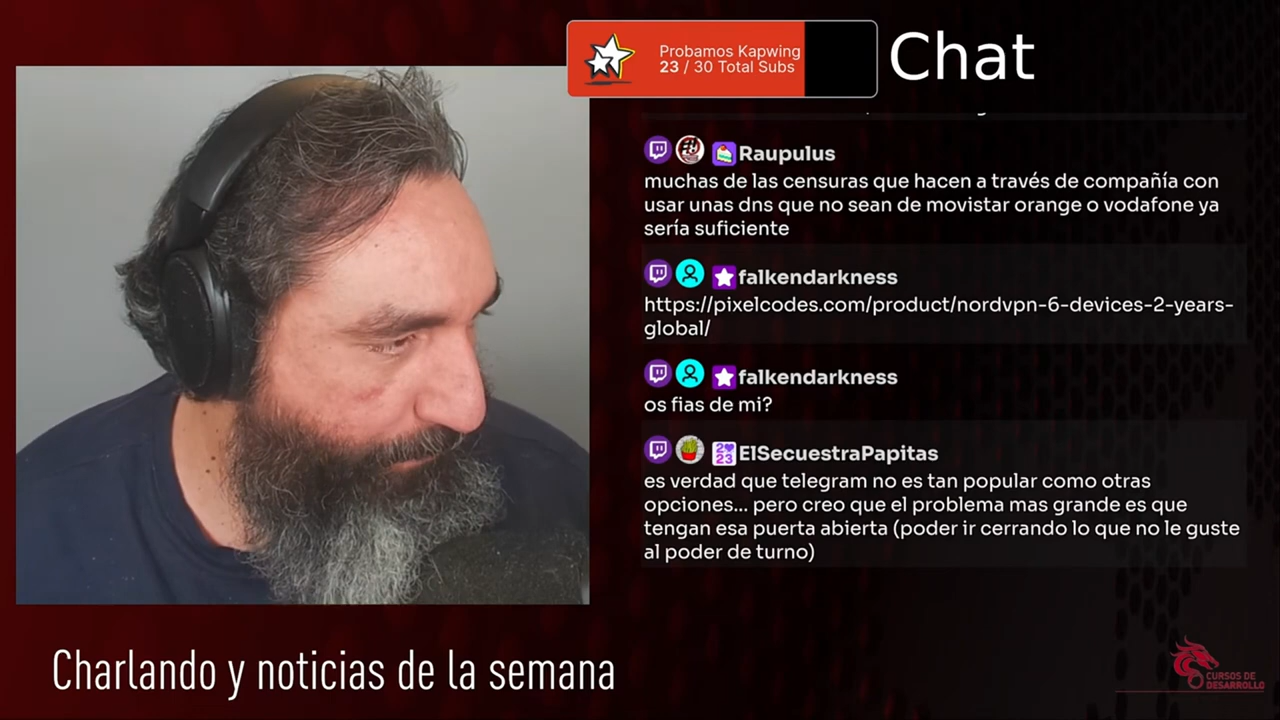 Probamos Kapwing
23 / 30 Total Subs
Chat
Raupulus
muchas de las censuras que hacen a través de compañía con
usar unas dns que no sean de movistar orange o vodafone ya
sería suficiente
falkendarkness
https://pixelcodes.com/product/nordvpn-6-devices-2-years-
global/
falkendarkness
os fias de mi?
2023
ElSecuestraPapitas
es verdad que telegram no es tan popular como otras
opciones... pero creo que el problema mas grande es que
tengan esa puerta abierta (poder ir cerrando lo que no le guste
al poder de turno)
Charlando y noticias de la semana
CURSOS DE
DESARROLLO